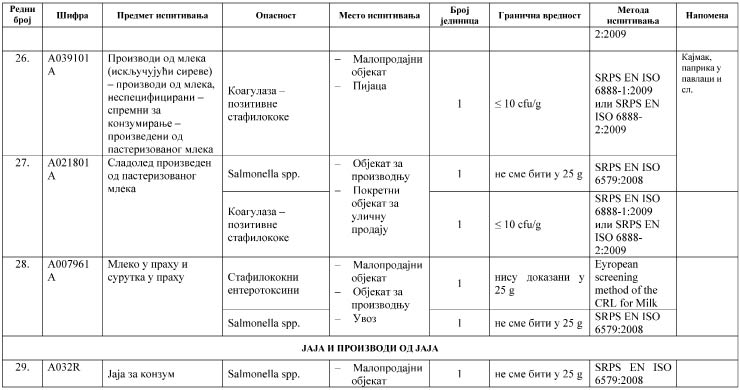 Редни број Шифра Предмет испитивања Опасност Место испитивања Број јединица Гранична вредност Метода испитивања Напомена
2:2009
26. A039101 A Производи од млека (искључујући сиреве) – производи од млека, неспецифицирани – спремни за конзумирање – произведени од пастеризованог млека Коагулаза – позитивне стафилококе – Малопродајни објекат – Пијаца 1 ≤ 10 cfu/g SRPS EN ISO 6888-1:2009 или SRPS EN ISO 6888-2:2009 Кајмак, паприка у павлаци и сл.
27. A021801 A Сладолед произведен од пастеризованог млека Salmonella spp. – Објекат за производњу – Покретни објекат за уличну продају 1 не сме бити у 25 g SRPS EN ISO 6579:2008
Коагулаза – позитивне стафилококе 1 ≤ 10 cfu/g SRPS EN ISO 6888-1:2009 или SRPS EN ISO 6888-2:2009
28. A007961 A Млеко у праху и сурутка у праху Стафилококни ентеротоксини – Малопродајни објекат – Објекат за производњу – Увоз 1 нису доказани у 25 g Еyropean screening method of the CRL for Milk
Salmonella spp. 1 не сме бити у 25 g SRPS EN ISO 6579:2008
ЈАЈА И ПРОИЗВОДИ ОД ЈАЈА
29. A032R Јаја за конзум Salmonella spp. – Малопродајни објекат 1 не сме бити у 25 g SRPS EN ISO 6579:2008